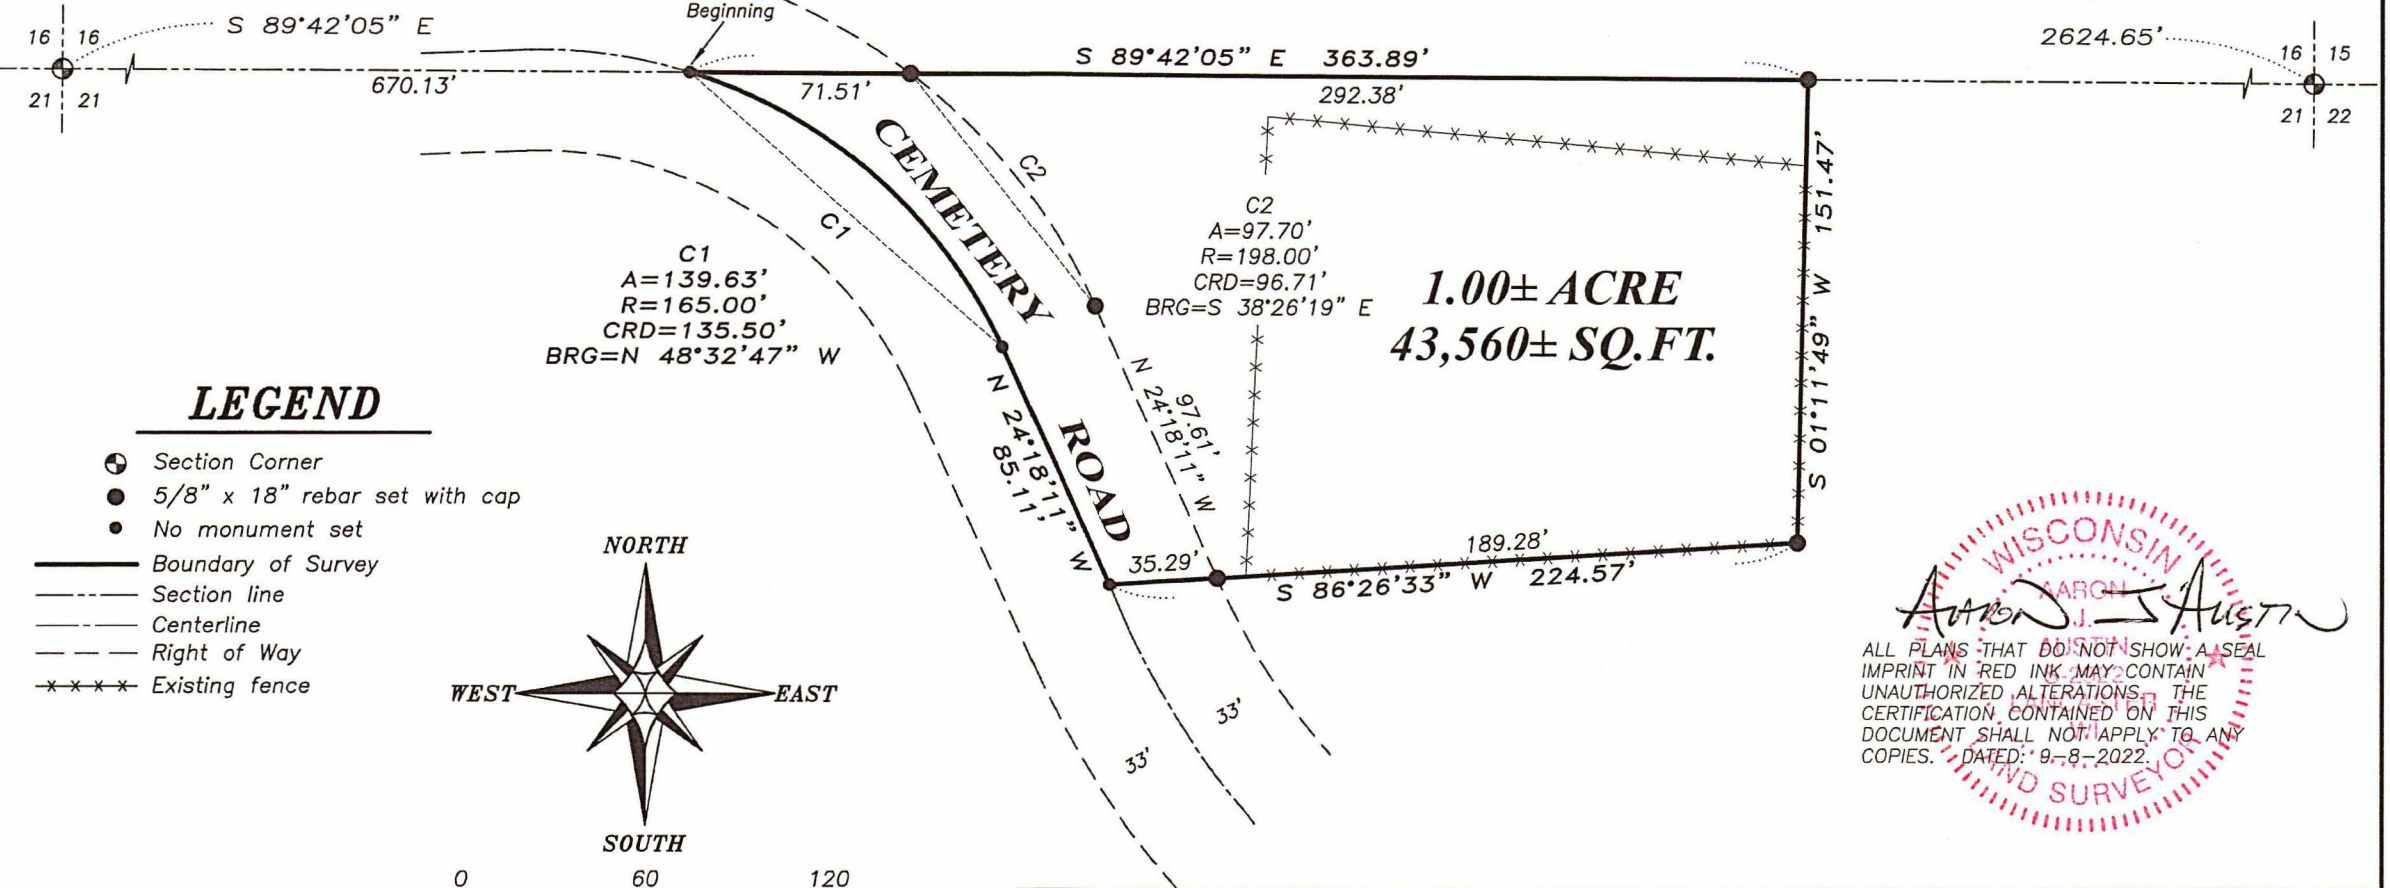 Beginning
S 89°42'05" E
16 16
21 21
670.13'
71.51'
S 89°42'05" E 363.89'
292.38'
2624.65'
16 15
21 22
CEMETERY
ROAD
C1
C2
C1
A=139.63'
R=165.00'
CRD=135.50'
BRG=N 48°32'47" W
C2
A=97.70'
R=198.00'
CRD=96.71'
BRG=S 38°26'19" E
1.00± ACRE
43,560± SQ.FT.
S 01°11'49" W 151.47'
N 24°18'11" W
85.11'
97.61'
N 24°18'11" W
35.29'
189.28'
S 86°26'33" W 224.57'
33'
33'
LEGEND
Section Corner
5/8" x 18" rebar set with cap
No monument set
Boundary of Survey
Section line
Centerline
Right of Way
Existing fence
NORTH
WEST
EAST
SOUTH
0 60 120
WISCONSIN
AARON
J.
AUSTIN
LANCASTER
WI
LAND SURVEYOR
Aaron J Austin
ALL PLANS THAT DO NOT SHOW A SEAL
IMPRINT IN RED INK MAY CONTAIN
UNAUTHORIZED ALTERATIONS. THE
CERTIFICATION CONTAINED ON THIS
DOCUMENT SHALL NOT APPLY TO ANY
COPIES. DATED: 9-8-2022.